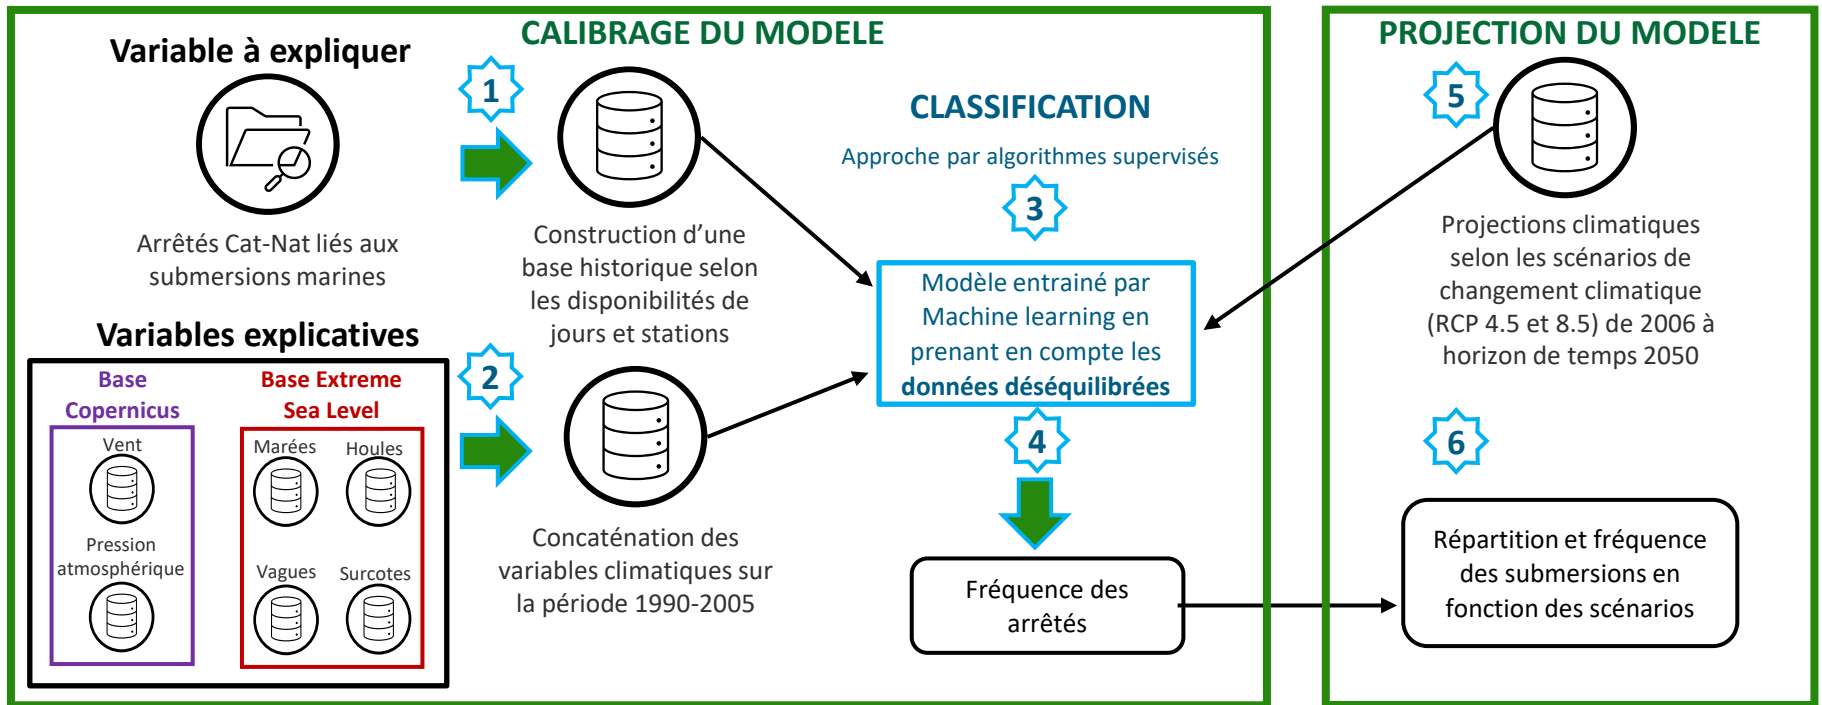 CALIBRAGE DU MODELE
Variable à expliquer
Arrêtés Cat-Nat liés aux
submersions marines
1
Construction d'une
base historique selon
les disponibilités de
jours et stations
Variables explicatives
Base
Copernicus
Vent
Pression
atmosphérique
Base Extreme
Sea Level
Marées
Houles
Vagues
Surcotes
2
Concaténation des
variables climatiques sur
la période 1990-2005
CLASSIFICATION
Approche par algorithmes supervisés
3
Modèle entrainé par
Machine learning en
prenant en compte les
données déséquilibrées
4
Fréquence des
arrêtés
PROJECTION DU MODELE
5
Projections climatiques
selon les scénarios de
changement climatique
(RCP 4.5 et 8.5) de 2006 à
horizon de temps 2050
6
Répartition et fréquence
des submersions en
fonction des scénarios